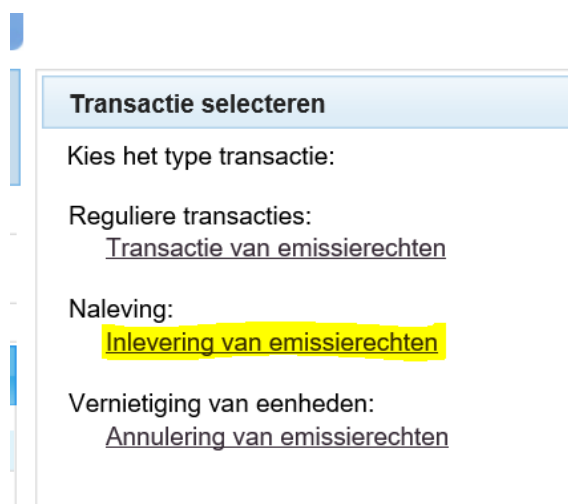 Transactie selecteren
Kies het type transactie:
Reguliere transacties:
Transactie van emissierechten
Naleving:
Inlevering van emissierechten
Vernietiging van eenheden:
Annulering van emissierechten